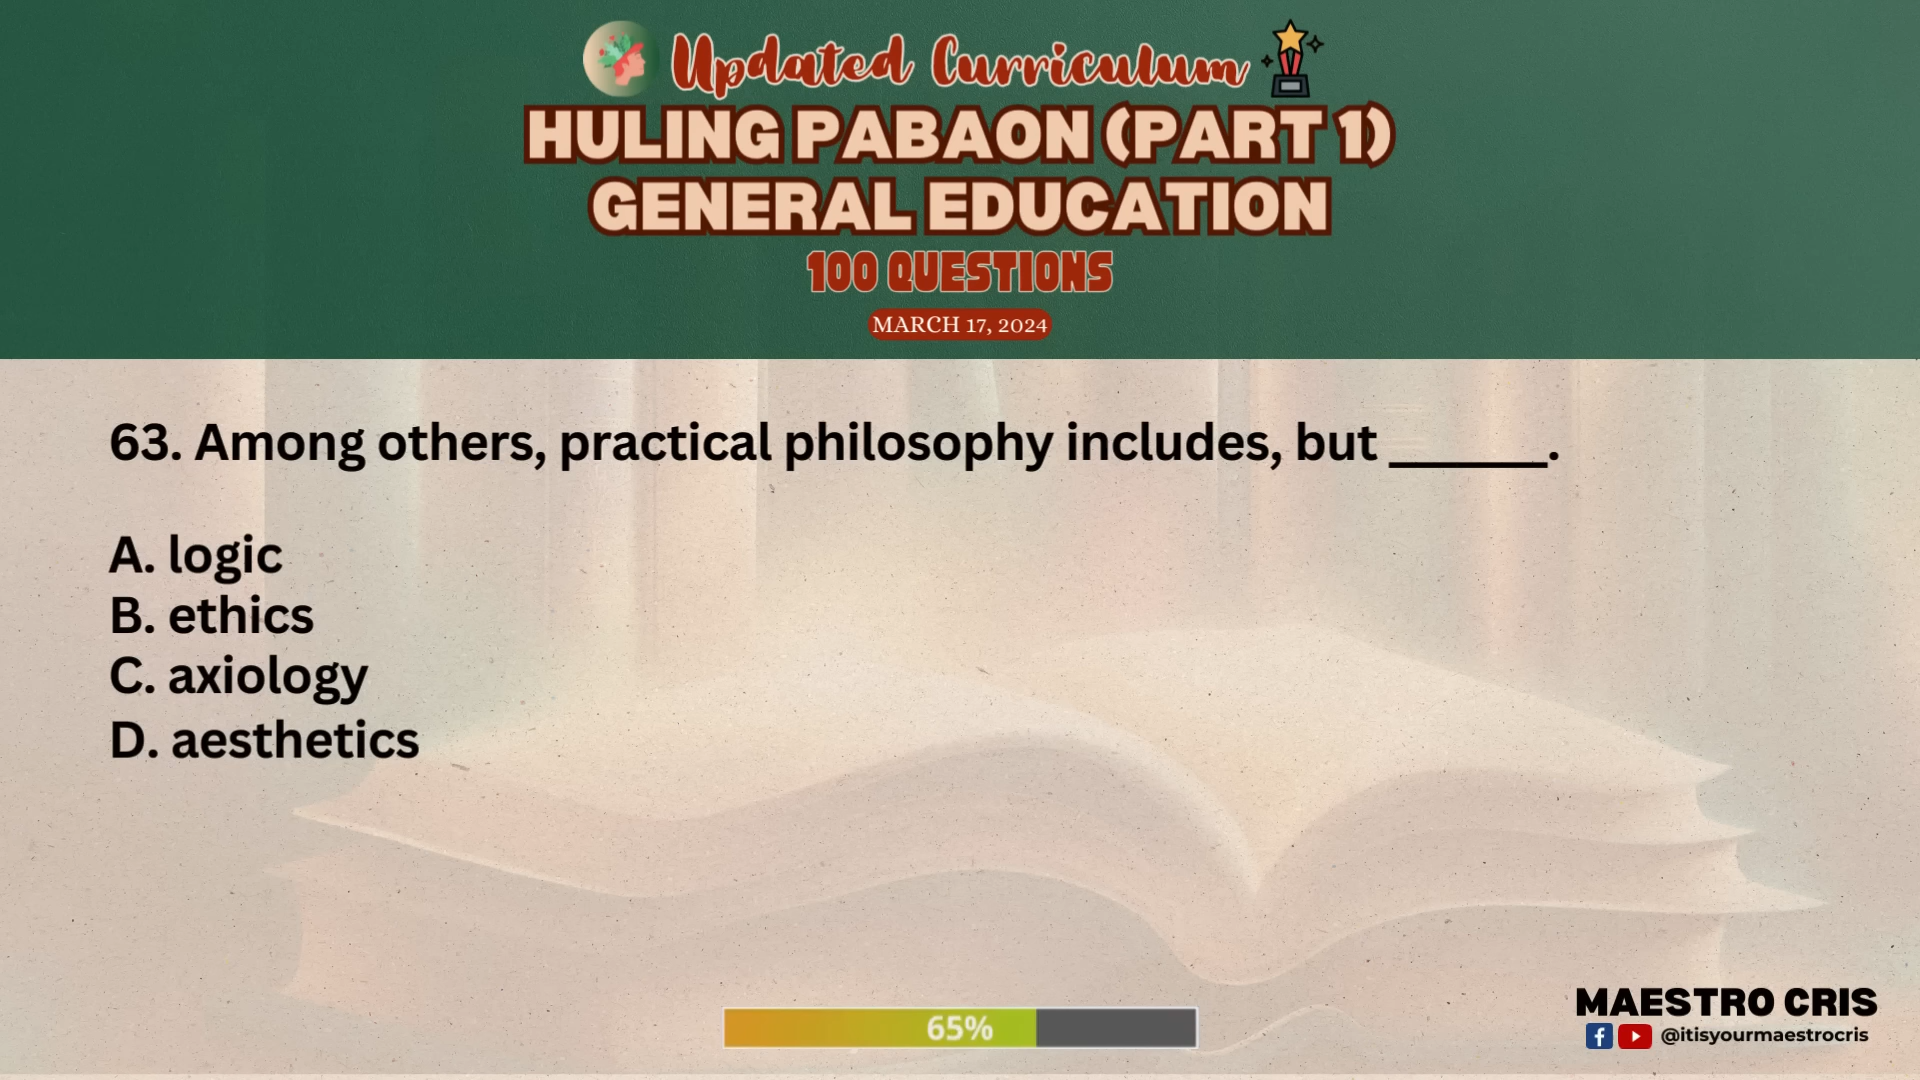 Updated Curriculum
HULING PABAON (PART 1)
GENERAL EDUCATION
100 QUESTIONS
MARCH 17, 2024
63. Among others, practical philosophy includes, but ______.
A. logic
B. ethics
C. axiology
D. aesthetics
65%
MAESTRO CRIS
@itisyourmaestrocris